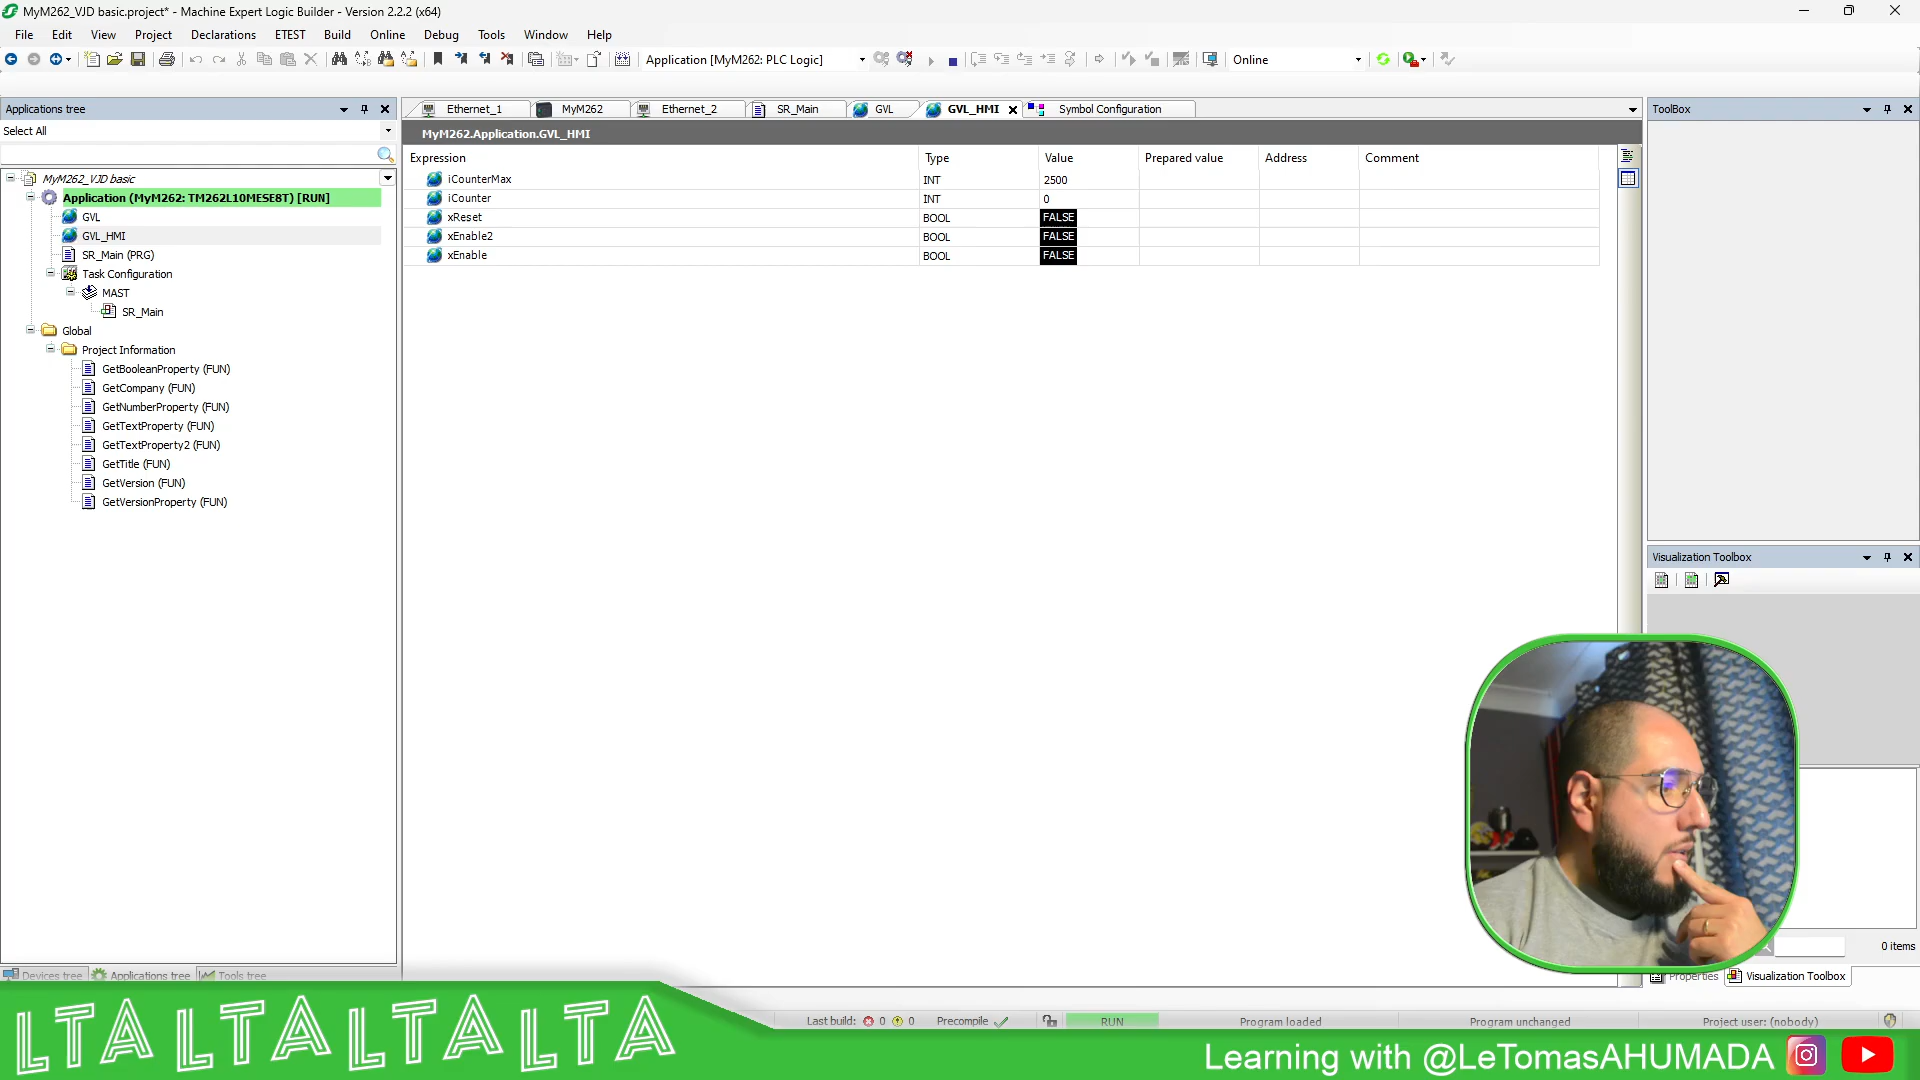 MyM262_VJD basic.project* - Machine Expert Logic Builder - Version 2.2.2 (x64)
File Edit View Project Declarations ETEST Build Online Debug Tools Window Help
Application [MyM262: PLC Logic]
Online
Applications tree
Select All
MyM262_VJD basic
Application (MyM262: TM262L10MESE8T) [RUN]
GVL
GVL_HMI
SR_Main (PRG)
Task Configuration
MAST
SR_Main
Global
Project Information
GetBooleanProperty (FUN)
GetCompany (FUN)
GetNumberProperty (FUN)
GetTextProperty (FUN)
GetTextProperty2 (FUN)
GetTitle (FUN)
GetVersion (FUN)
GetVersionProperty (FUN)
Devices tree Applications tree Tools tree
Ethernet_1 MyM262 Ethernet_2 SR_Main GVL GVL_HMI Symbol Configuration
MyM262.Application.GVL_HMI
Expression Type Value Prepared value Address Comment
iCounterMax INT 2500
iCounter INT 0
xReset BOOL FALSE
xEnable2 BOOL FALSE
xEnable BOOL FALSE
ToolBox
Visualization Toolbox
0 items
Properties Visualization Toolbox
Last build: 0 0 Precompile RUN Program loaded Program unchanged Project user: (nobody)
LTALTALTALTA
Learning with @LeTomasAHUMADA